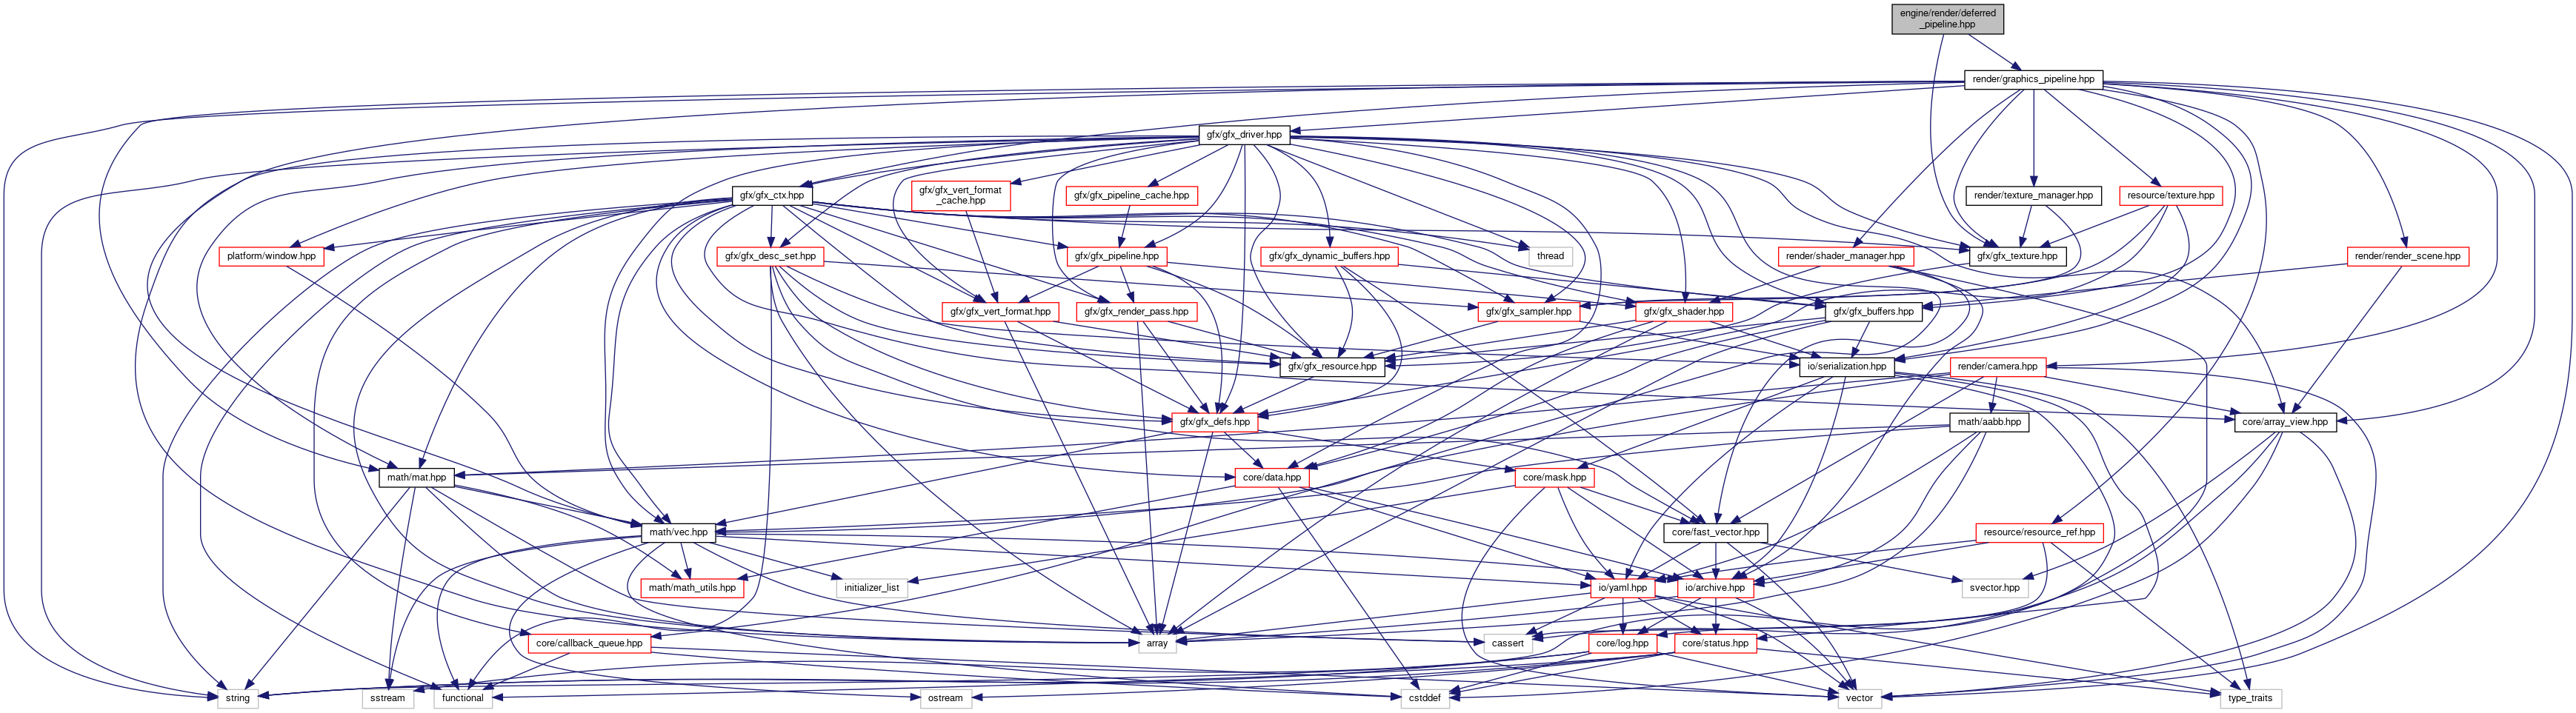 engine/render/deferred
_pipeline.hpp
render/graphics_pipeline.hpp
gfx/gfx_driver.hpp
gfx/gfx_ctx.hpp
gfx/gfx_vert_format
_cache.hpp
gfx/gfx_pipeline_cache.hpp
render/texture_manager.hpp
resource/texture.hpp
platform/window.hpp
gfx/gfx_desc_set.hpp
gfx/gfx_pipeline.hpp
gfx/gfx_dynamic_buffers.hpp
thread
render/shader_manager.hpp
gfx/gfx_texture.hpp
render/render_scene.hpp
gfx/gfx_vert_format.hpp
gfx/gfx_render_pass.hpp
gfx/gfx_sampler.hpp
gfx/gfx_shader.hpp
gfx/gfx_buffers.hpp
gfx/gfx_resource.hpp
io/serialization.hpp
render/camera.hpp
gfx/gfx_defs.hpp
math/aabb.hpp
core/array_view.hpp
math/mat.hpp
core/data.hpp
core/mask.hpp
math/vec.hpp
core/fast_vector.hpp
resource/resource_ref.hpp
math/math_utils.hpp
initializer_list
io/yaml.hpp
io/archive.hpp
svector.hpp
core/callback_queue.hpp
array
cassert
core/log.hpp
core/status.hpp
string
sstream
functional
ostream
cstddef
vector
type_traits